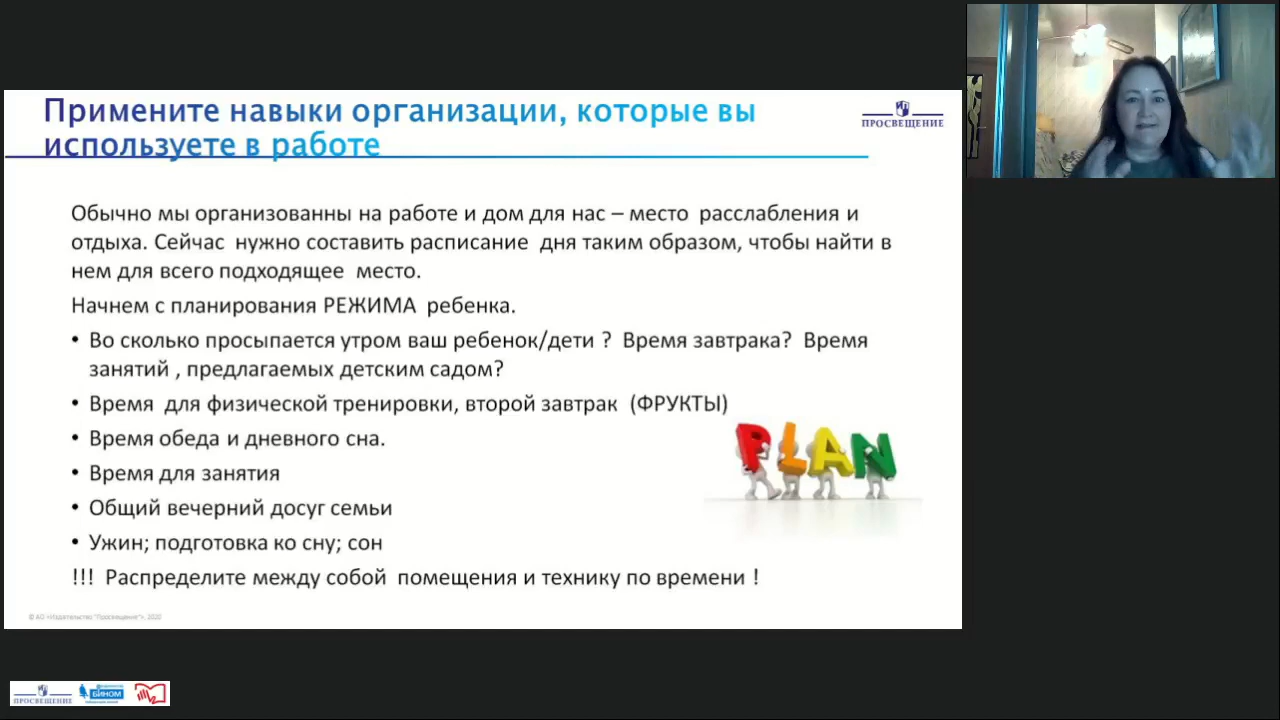 Примените навыки организации, которые вы
используете в работе
ПРОСВЕЩЕНИЕ
Обычно мы организованны на работе и дом для нас – место расслабления и
отдыха. Сейчас нужно составить расписание дня таким образом, чтобы найти в
нем для всего подходящее место.
Начнем с планирования РЕЖИМА ребенка.
• Во сколько просыпается утром ваш ребенок/дети ? Время завтрака? Время
занятий , предлагаемых детским садом?
• Время для физической тренировки, второй завтрак (ФРУКТЫ)
• Время обеда и дневного сна.
• Время для занятия
• Общий вечерний досуг семьи
• Ужин; подготовка ко сну; сон
!!! Распределите между собой помещения и технику по времени !
PLAN
© АО «Издательство "Просвещение"», 2020
ПРОСВЕЩЕНИЕ
БИНОМ